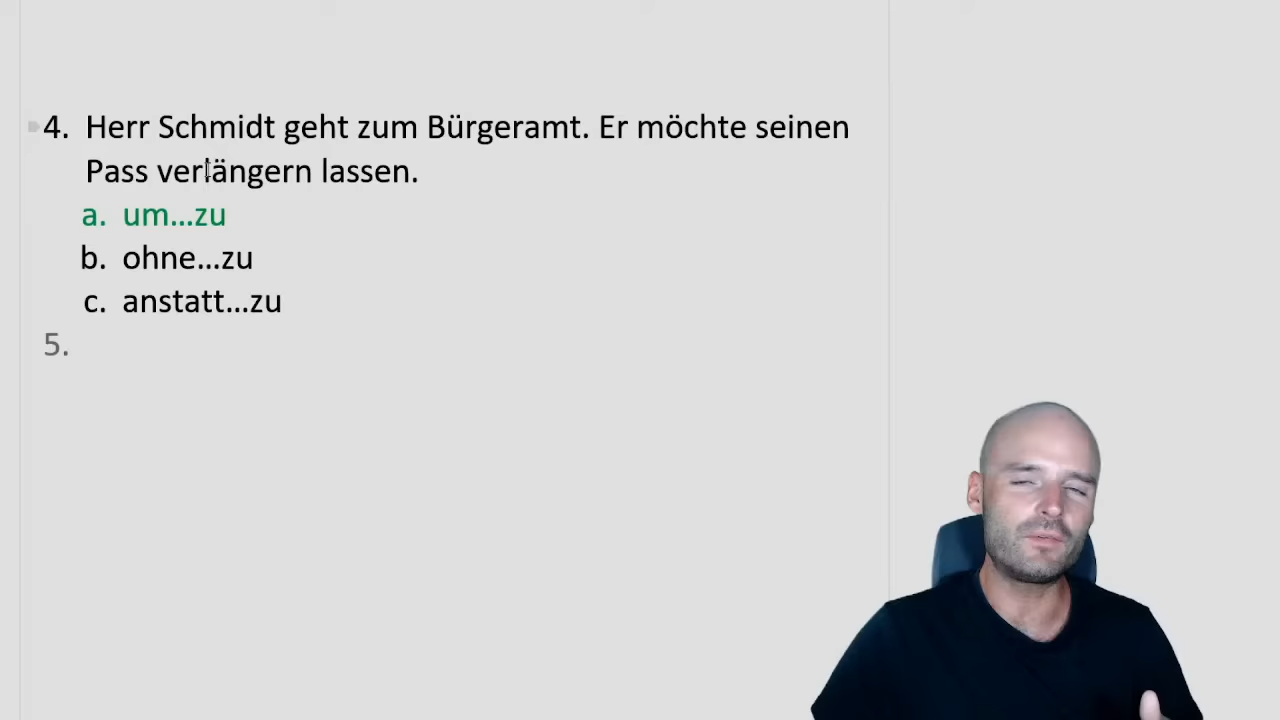 4. Herr Schmidt geht zum Bürgeramt. Er möchte seinen
Pass verlängern lassen.
a. um...zu
b. ohne...zu
c. anstatt...zu
5.